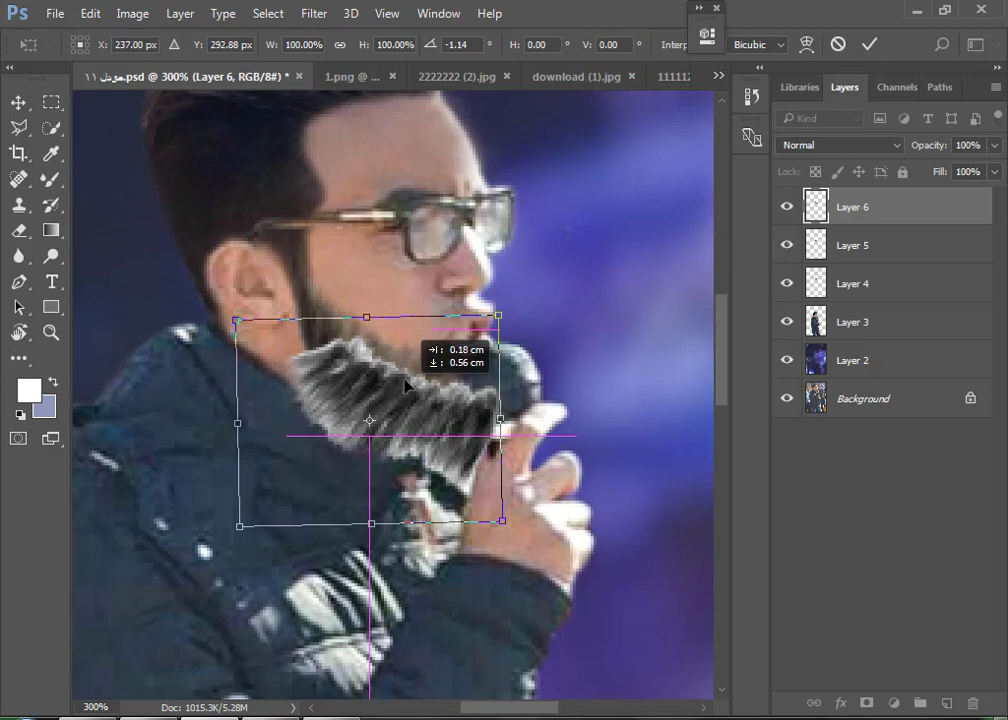 Ps File Edit Image Layer Type Select Filter 3D View Window Help
X: 237.00 px Y: 292.88 px W: 100.00% H: 100.00% -1.14 ° H: 0.00 ° V: 0.00 ° Interp Bicubic
مودل ١١.psd @ 300% (Layer 6, RGB/8#) * 1.png @ ... 2222222 (2).jpg download (1).jpg 111112
Libraries Layers Channels Paths
Kind
Normal Opacity: 100%
Lock: Fill: 100%
Layer 6
Layer 5
Layer 4
Layer 3
Layer 2
Background
0.18 cm
0.56 cm
300% Doc: 1015.3K/5.28M